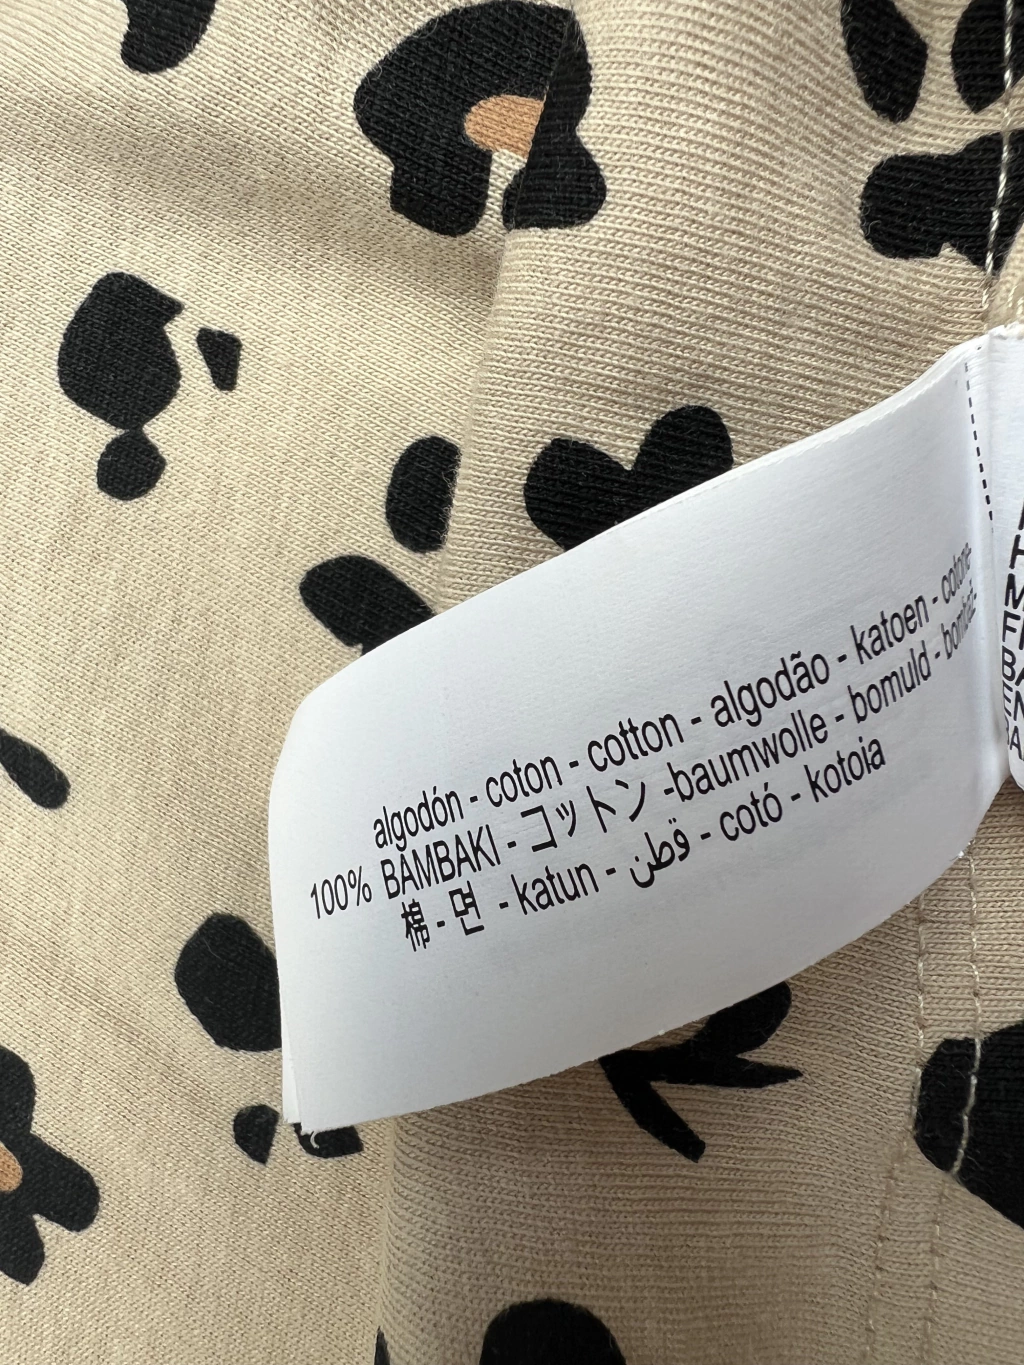 algodón - coton - cotton - algodão - katoen - cotone-
100% BAMBAKI - コットン -baumwolle - bomuld - bombaž-
棉 - 면 - katun - قطن - cotó - kotoia